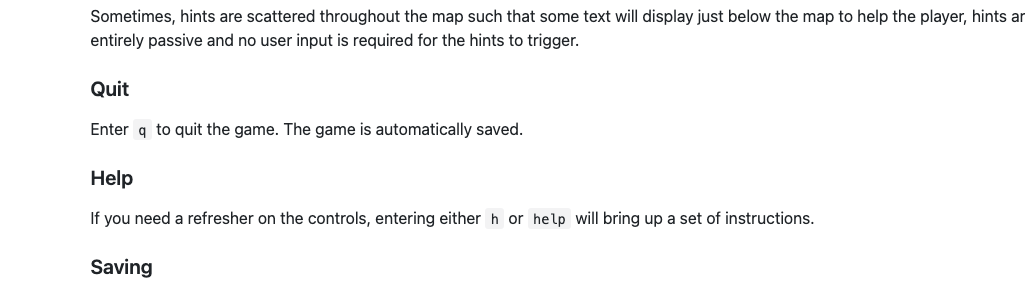 Sometimes, hints are scattered throughout the map such that some text will display just below the map to help the player, hints
entirely passive and no user input is required for the hints to trigger.
Quit
Enter q to quit the game. The game is automatically saved.
Help
If you need a refresher on the controls, entering either h or help will bring up a set of instructions.
Saving